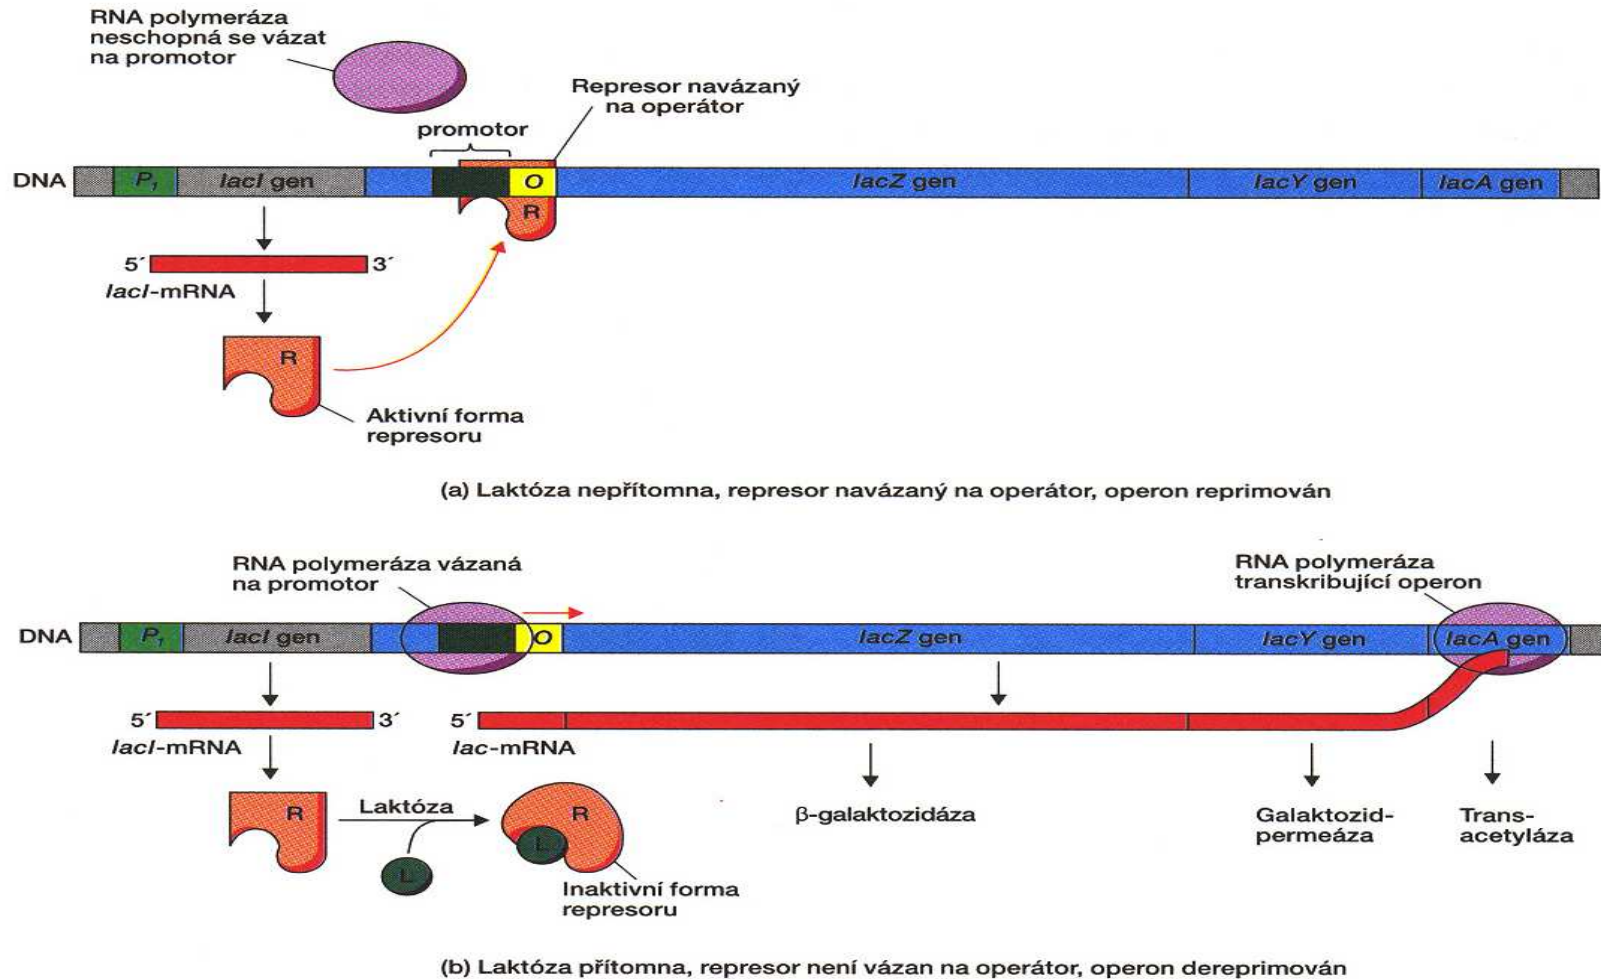 RNA polymeráza
neschopná se vázat
na promotor
Represor navázaný
na operátor
promotor
DNA
P₁
lacI gen
O
lacZ gen
lacY gen
lacA gen
R
5´
3´
lacI-mRNA
R
Aktivní forma
represoru
(a) Laktóza nepřítomna, represor navázaný na operátor, operon reprimován
RNA polymeráza vázaná
na promotor
RNA polymeráza
transkribující operon
DNA
P₁
lacI gen
O
lacZ gen
lacY gen
lacA gen
5´
3´
5´
lacI-mRNA
lac-mRNA
R
Laktóza
L
R
L
Inaktivní forma
represoru
β-galaktozidáza
Galaktozid-
permeáza
Trans-
acetyláza
(b) Laktóza přítomna, represor není vázan na operátor, operon dereprimován